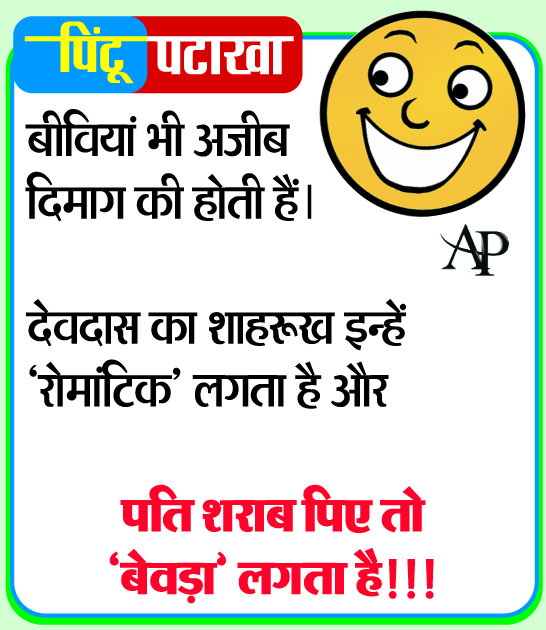 पिंटू पटाखा
बीवियां भी अजीब
दिमाग की होती हैं।
AP
देवदास का शाहरूख इन्हें
‘रोमांटिक’ लगता है और
पति शराब पिए तो
‘बेवड़ा’ लगता है!!!